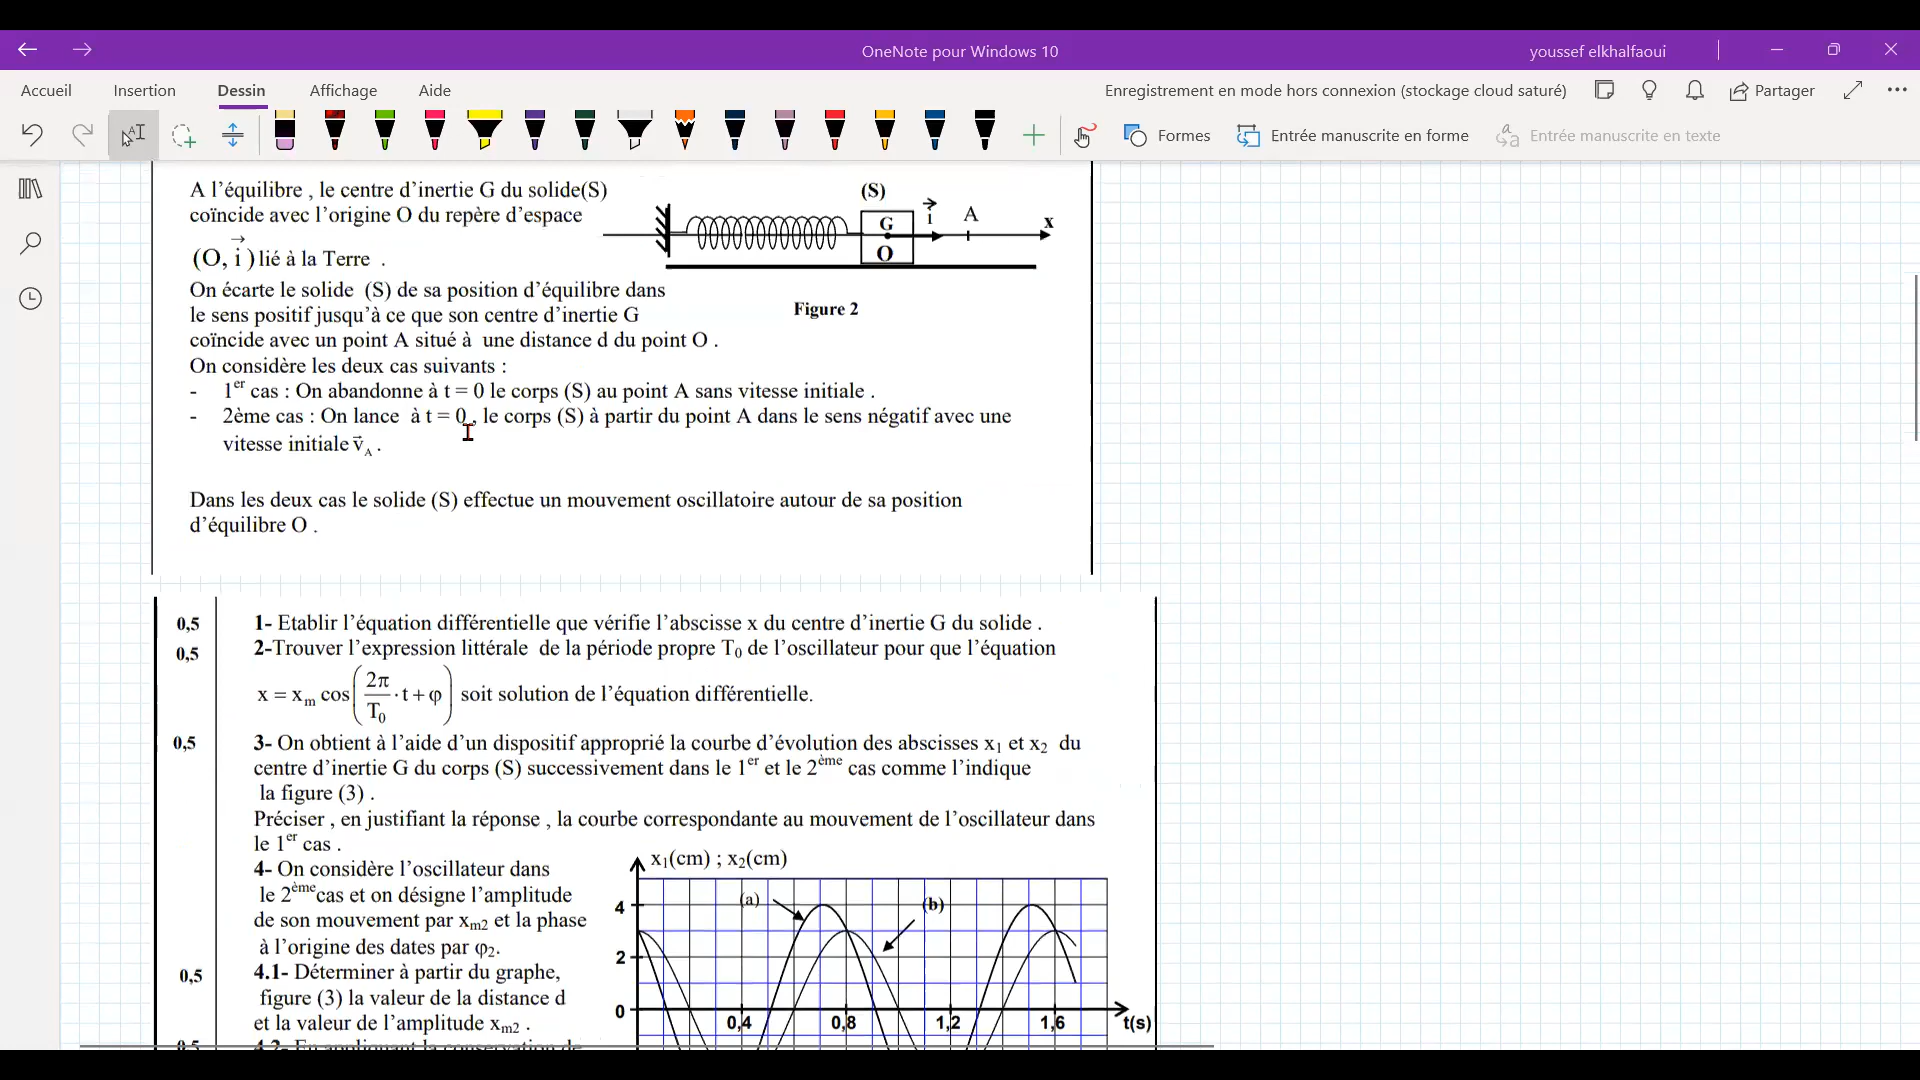 OneNote pour Windows 10
youssef elkhalfaoui
Accueil Insertion Dessin Affichage Aide
Enregistrement en mode hors connexion (stockage cloud saturé)
Partager
Formes
Entrée manuscrite en forme
Entrée manuscrite en texte
A l’équilibre , le centre d’inertie G du solide(S)
coïncide avec l’origine O du repère d’espace
(O, i⃗ ) lié à la Terre .
On écarte le solide (S) de sa position d’équilibre dans
le sens positif jusqu’à ce que son centre d’inertie G
coïncide avec un point A situé à une distance d du point O .
(S)
G
O
i⃗
A
x
Figure 2
On considère les deux cas suivants :
- 1er cas : On abandonne à t = 0 le corps (S) au point A sans vitesse initiale .
- 2ème cas : On lance à t = 0 , le corps (S) à partir du point A dans le sens négatif avec une
vitesse initiale v⃗A .
Dans les deux cas le solide (S) effectue un mouvement oscillatoire autour de sa position
d’équilibre O .
0,5 1- Etablir l’équation différentielle que vérifie l’abscisse x du centre d’inertie G du solide .
0,5 2-Trouver l’expression littérale de la période propre T0 de l’oscillateur pour que l’équation
x = xm cos(2π/T0 · t + φ) soit solution de l’équation différentielle.
0,5 3- On obtient à l’aide d’un dispositif approprié la courbe d’évolution des abscisses x1 et x2 du
centre d’inertie G du corps (S) successivement dans le 1er et le 2ème cas comme l’indique
la figure (3) .
Préciser , en justifiant la réponse , la courbe correspondante au mouvement de l’oscillateur dans
le 1er cas .
4- On considère l’oscillateur dans
le 2ème cas et on désigne l’amplitude
de son mouvement par xm2 et la phase
à l’origine des dates par φ2.
0,5 4.1- Déterminer à partir du graphe,
figure (3) la valeur de la distance d
et la valeur de l’amplitude xm2 .
0,5 4.2- En appliquant la conservation de
x1(cm) ; x2(cm)
(a)
(b)
4
2
0
0,4 0,8 1,2 1,6 t(s)